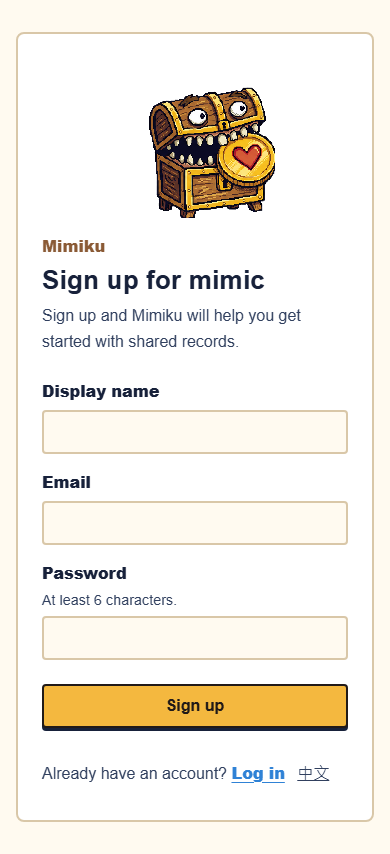 Mimiku
Sign up for mimic
Sign up and Mimiku will help you get
started with shared records.
Display name
Email
Password
At least 6 characters.
Sign up
Already have an account? Log in 中文